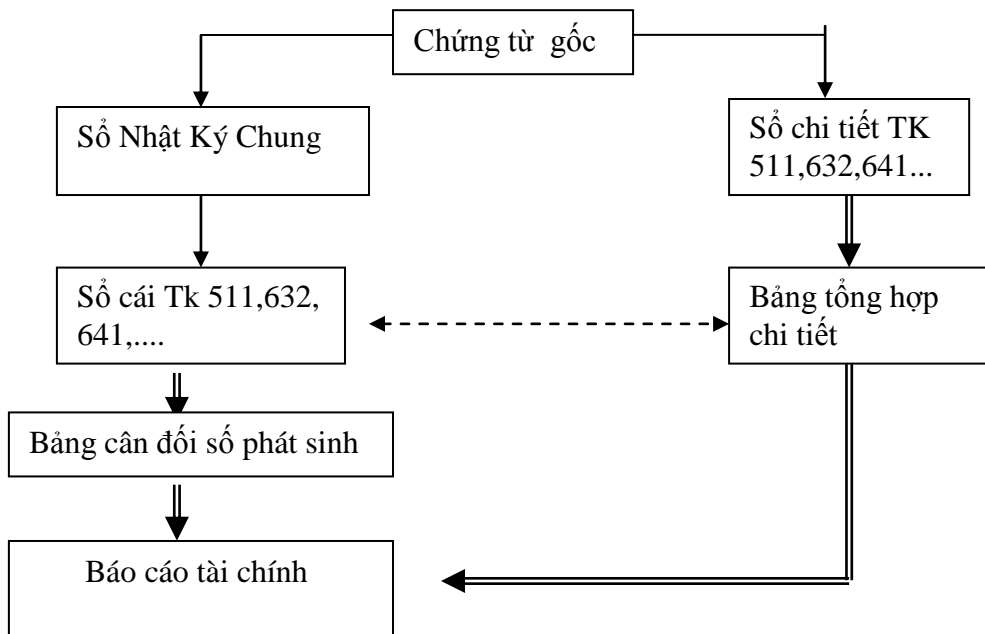 Chứng từ gốc
Sổ Nhật Ký Chung
Sổ chi tiết TK
511,632,641...
Sổ cái Tk 511,632,
641,....
Bảng tổng hợp
chi tiết
Bảng cân đối số phát sinh
Báo cáo tài chính